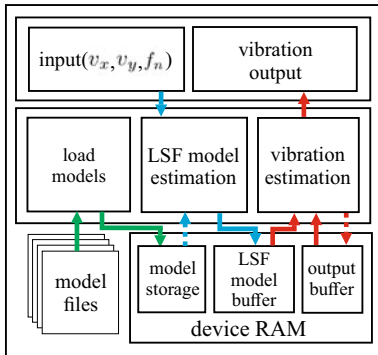 input(v_x,v_y,f_n)
vibration
output
load
models
LSF model
estimation
vibration
estimation
model
files
model
storage
LSF
model
buffer
output
buffer
device RAM